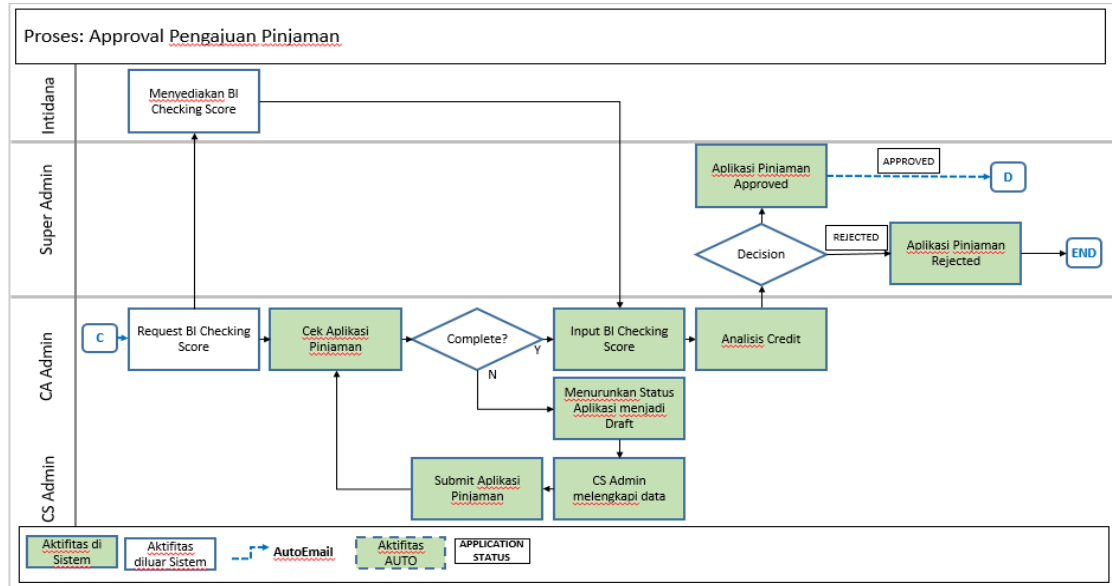 Proses: Approval Pengajuan Pinjaman
Intidana
Menyediakan BI
Checking Score
Super Admin
Aplikasi Pinjaman
Approved
APPROVED
D
Decision
REJECTED
Aplikasi Pinjaman
Rejected
END
CA Admin
C
Request BI Checking
Score
Cek Aplikasi
Pinjaman
Complete?
Y
N
Input BI Checking
Score
Analisis Credit
Menurunkan Status
Aplikasi menjadi
Draft
CS Admin
Submit Aplikasi
Pinjaman
CS Admin
melengkapi data
Aktifitas di
Sistem
Aktifitas
diluar Sistem
AutoEmail
Aktifitas
AUTO
APPLICATION
STATUS